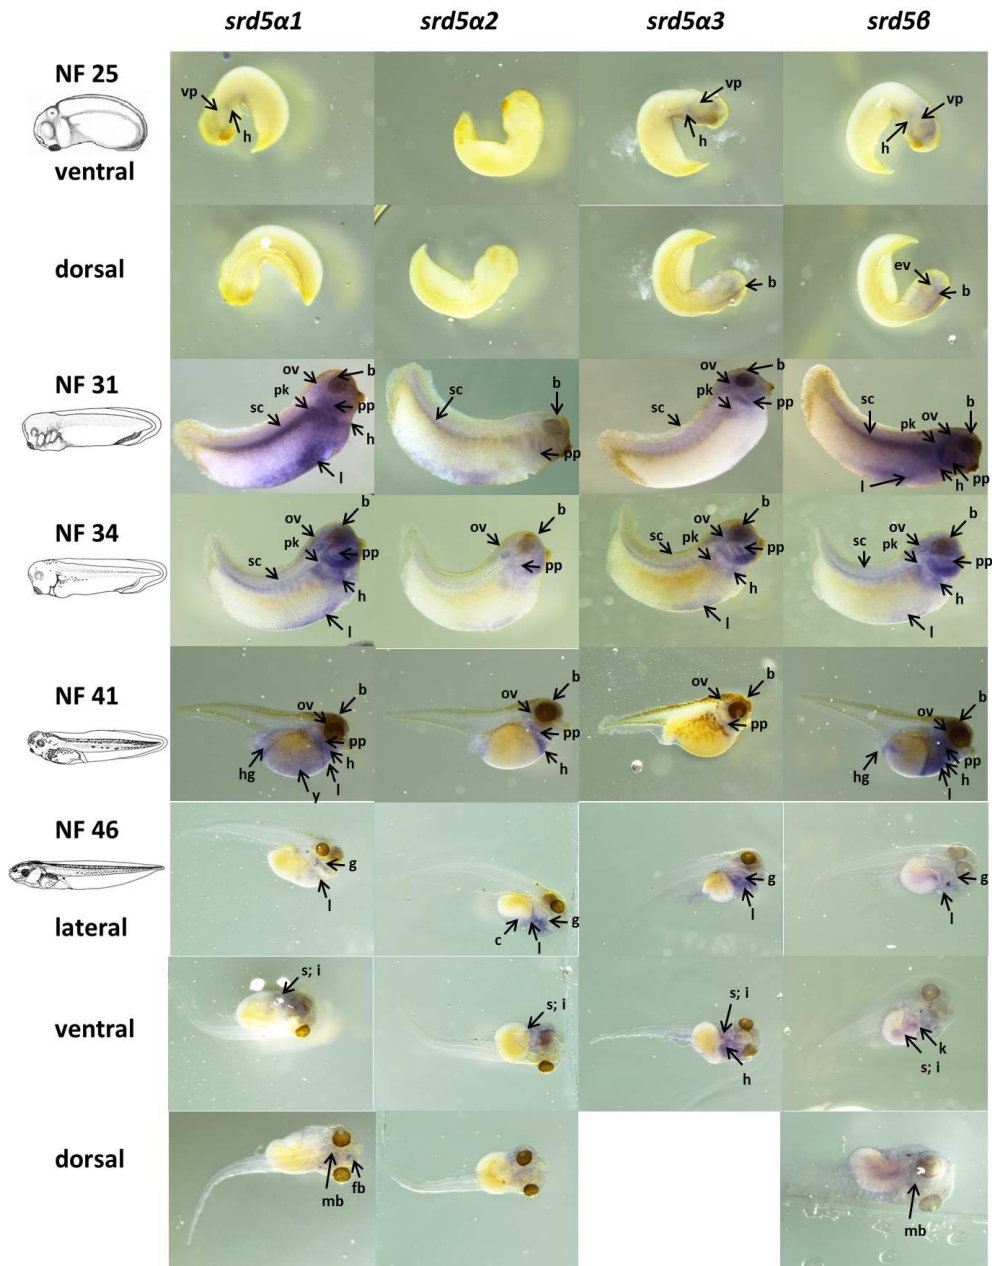 srd5α1 srd5α2 srd5α3 srd5β
NF 25
vp
h
vp
h
vp
h
ventral
dorsal
b
ev
b
NF 31
ov
b
pk
pp
sc
h
l
sc
b
pp
ov
b
pk
pp
sc
sc
ov
b
pk
pp
h
l
NF 34
ov
b
pk
pp
sc
h
l
ov
b
pp
ov
b
sc
pk
pp
h
l
ov
b
sc
pk
pp
h
l
NF 41
ov
b
pp
h
hg
l
y
ov
b
pp
h
ov
b
pp
ov
b
pp
hg
h
l
NF 46
g
l
g
c
l
g
l
g
l
lateral
s; i
s; i
s; i
h
k
s; i
ventral
dorsal
mb
fb
mb